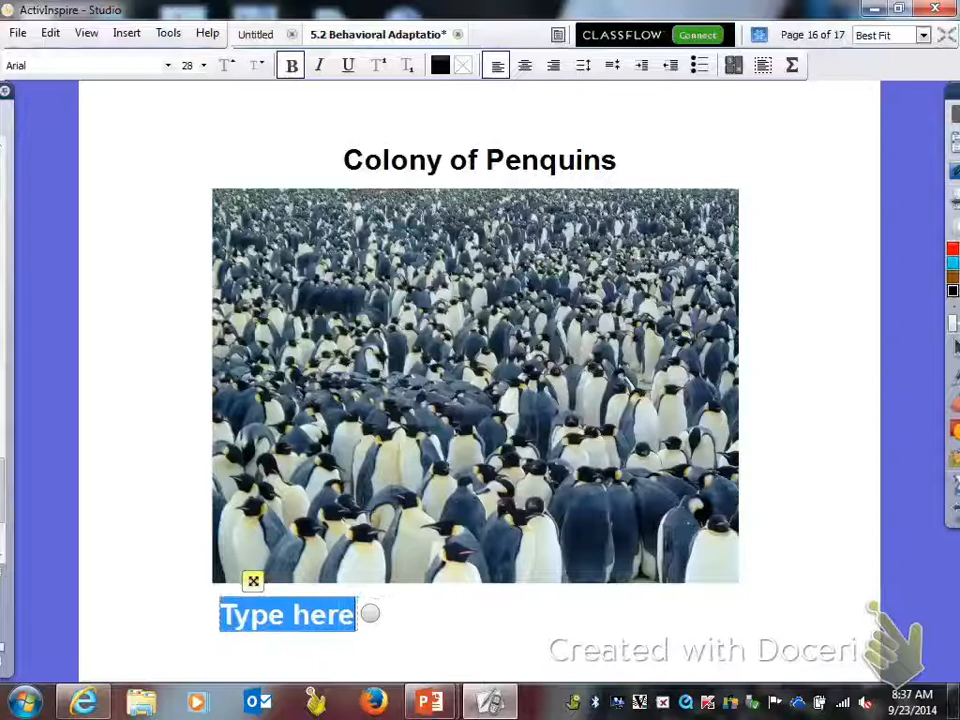 ActivInspire - Studio
File Edit View Insert Tools Help Untitled 5.2 Behavioral Adaptatio* CLASSFLOW Connect Page 16 of 17 Best Fit
Arial 28 B I U T T Σ
Colony of Penquins
Type here
Created with Doceri
8:37 AM
9/23/2014